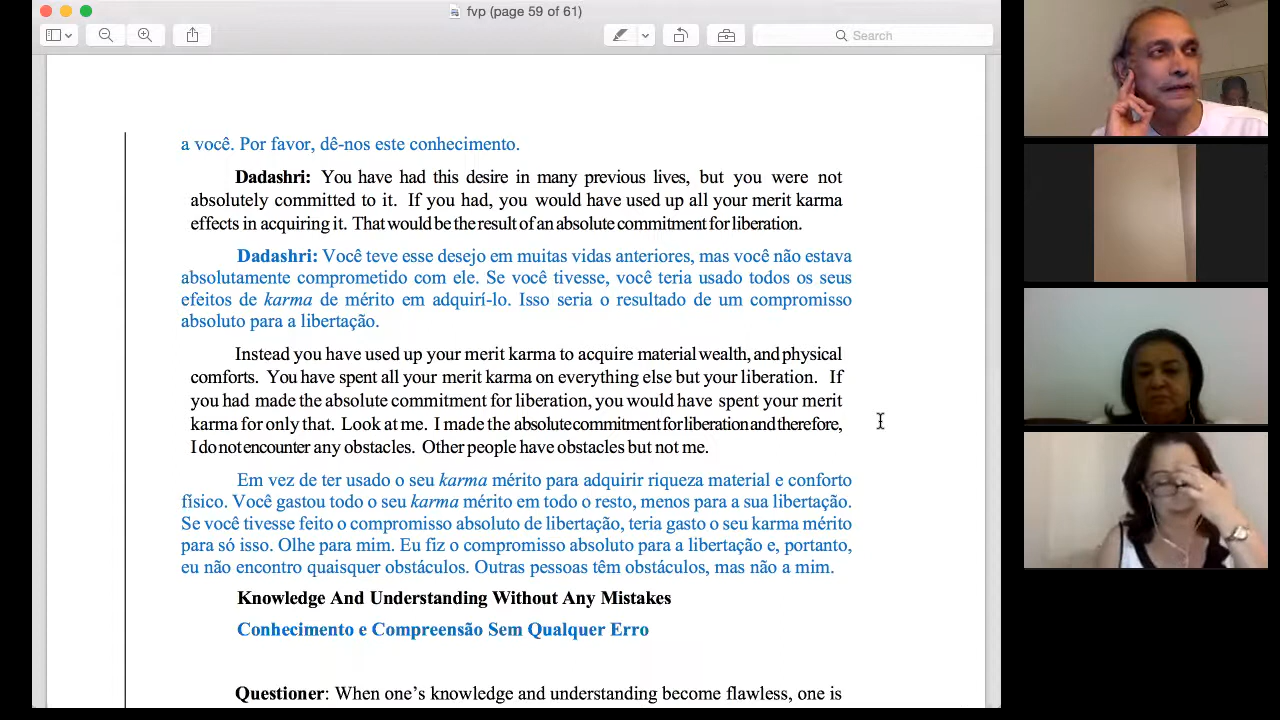 fvp (page 59 of 61)
Search
a você. Por favor, dê-nos este conhecimento.
Dadashri: You have had this desire in many previous lives, but you were not
absolutely committed to it. If you had, you would have used up all your merit karma
effects in acquiring it. That would be the result of an absolute commitment for liberation.
Dadashri: Você teve esse desejo em muitas vidas anteriores, mas você não estava
absolutamente comprometido com ele. Se você tivesse, você teria usado todos os seus
efeitos de karma de mérito em adquirí-lo. Isso seria o resultado de um compromisso
absoluto para a libertação.
Instead you have used up your merit karma to acquire material wealth, and physical
comforts. You have spent all your merit karma on everything else but your liberation. If
you had made the absolute commitment for liberation, you would have spent your merit
karma for only that. Look at me. I made the absolute commitment for liberation and therefore,
I do not encounter any obstacles. Other people have obstacles but not me.
Em vez de ter usado o seu karma mérito para adquirir riqueza material e conforto
físico. Você gastou todo o seu karma mérito em todo o resto, menos para a sua libertação.
Se você tivesse feito o compromisso absoluto de libertação, teria gasto o seu karma mérito
para só isso. Olhe para mim. Eu fiz o compromisso absoluto para a libertação e, portanto,
eu não encontro quaisquer obstáculos. Outras pessoas têm obstáculos, mas não a mim.
Knowledge And Understanding Without Any Mistakes
Conhecimento e Compreensão Sem Qualquer Erro
Questioner: When one's knowledge and understanding become flawless, one is